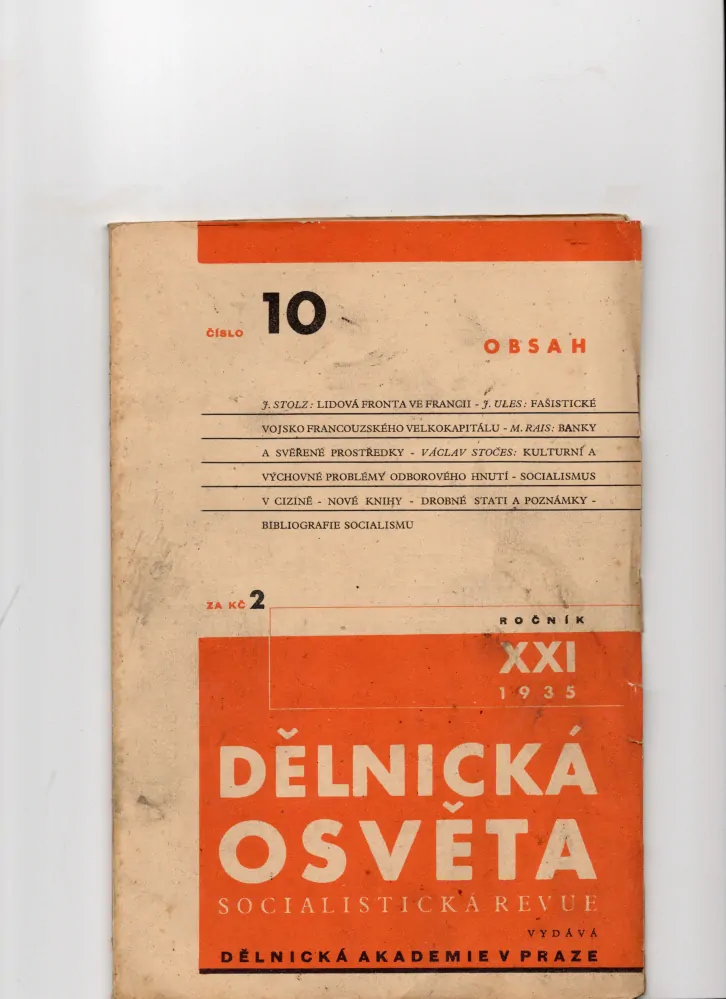 ČÍSLO 10
OBSAH
J. STOLZ: LIDOVÁ FRONTA VE FRANCII - J. ULES: FAŠISTICKÉ
VOJSKO FRANCOUZSKÉHO VELKOKAPITÁLU - M. RAIS: BANKY
A SVĚŘENÉ PROSTŘEDKY - VÁCLAV STOČES: KULTURNÍ A
VÝCHOVNÉ PROBLÉMY ODBOROVÉHO HNUTÍ - SOCIALISMUS
V CIZINĚ - NOVÉ KNIHY - DROBNÉ STATI A POZNÁMKY -
BIBLIOGRAFIE SOCIALISMU
ZA KČ 2
ROČNÍK
XXI
1935
DĚLNICKÁ
OSVĚTA
SOCIALISTICKÁ REVUE
VYDÁVÁ
DĚLNICKÁ AKADEMIE V PRAZE